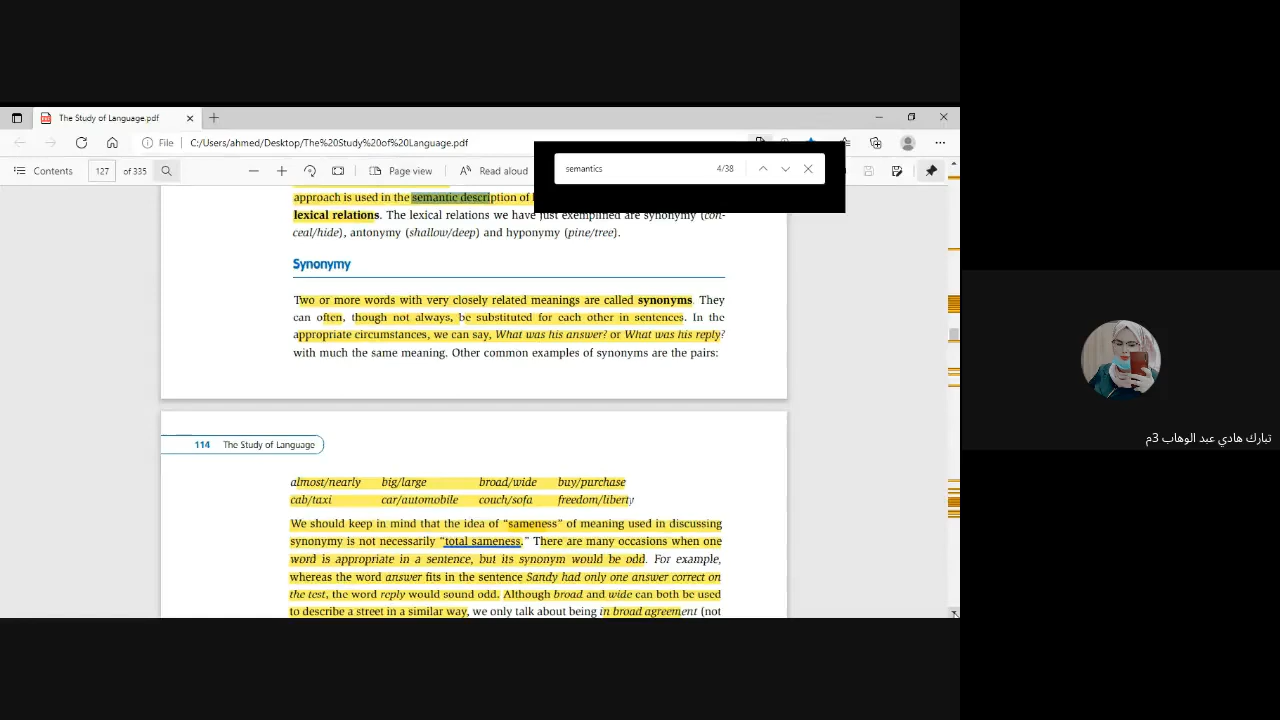 The Study of Language.pdf
File C:/Users/ahmed/Desktop/The%20Study%20of%20Language.pdf
semantics 4/38
Contents 127 of 335 Page view Read aloud
approach is used in the semantic description of
lexical relations. The lexical relations we have just exemplified are synonymy (con-
ceal/hide), antonymy (shallow/deep) and hyponymy (pine/tree).
Synonymy
Two or more words with very closely related meanings are called synonyms. They
can often, though not always, be substituted for each other in sentences. In the
appropriate circumstances, we can say, What was his answer? or What was his reply?
with much the same meaning. Other common examples of synonyms are the pairs:
114 The Study of Language
almost/nearly big/large broad/wide buy/purchase
cab/taxi car/automobile couch/sofa freedom/liberty
We should keep in mind that the idea of “sameness” of meaning used in discussing
synonymy is not necessarily “total sameness.” There are many occasions when one
word is appropriate in a sentence, but its synonym would be odd. For example,
whereas the word answer fits in the sentence Sandy had only one answer correct on
the test, the word reply would sound odd. Although broad and wide can both be used
to describe a street in a similar way, we only talk about being in broad agreement (not
تبارك هادي عبد الوهاب 3م